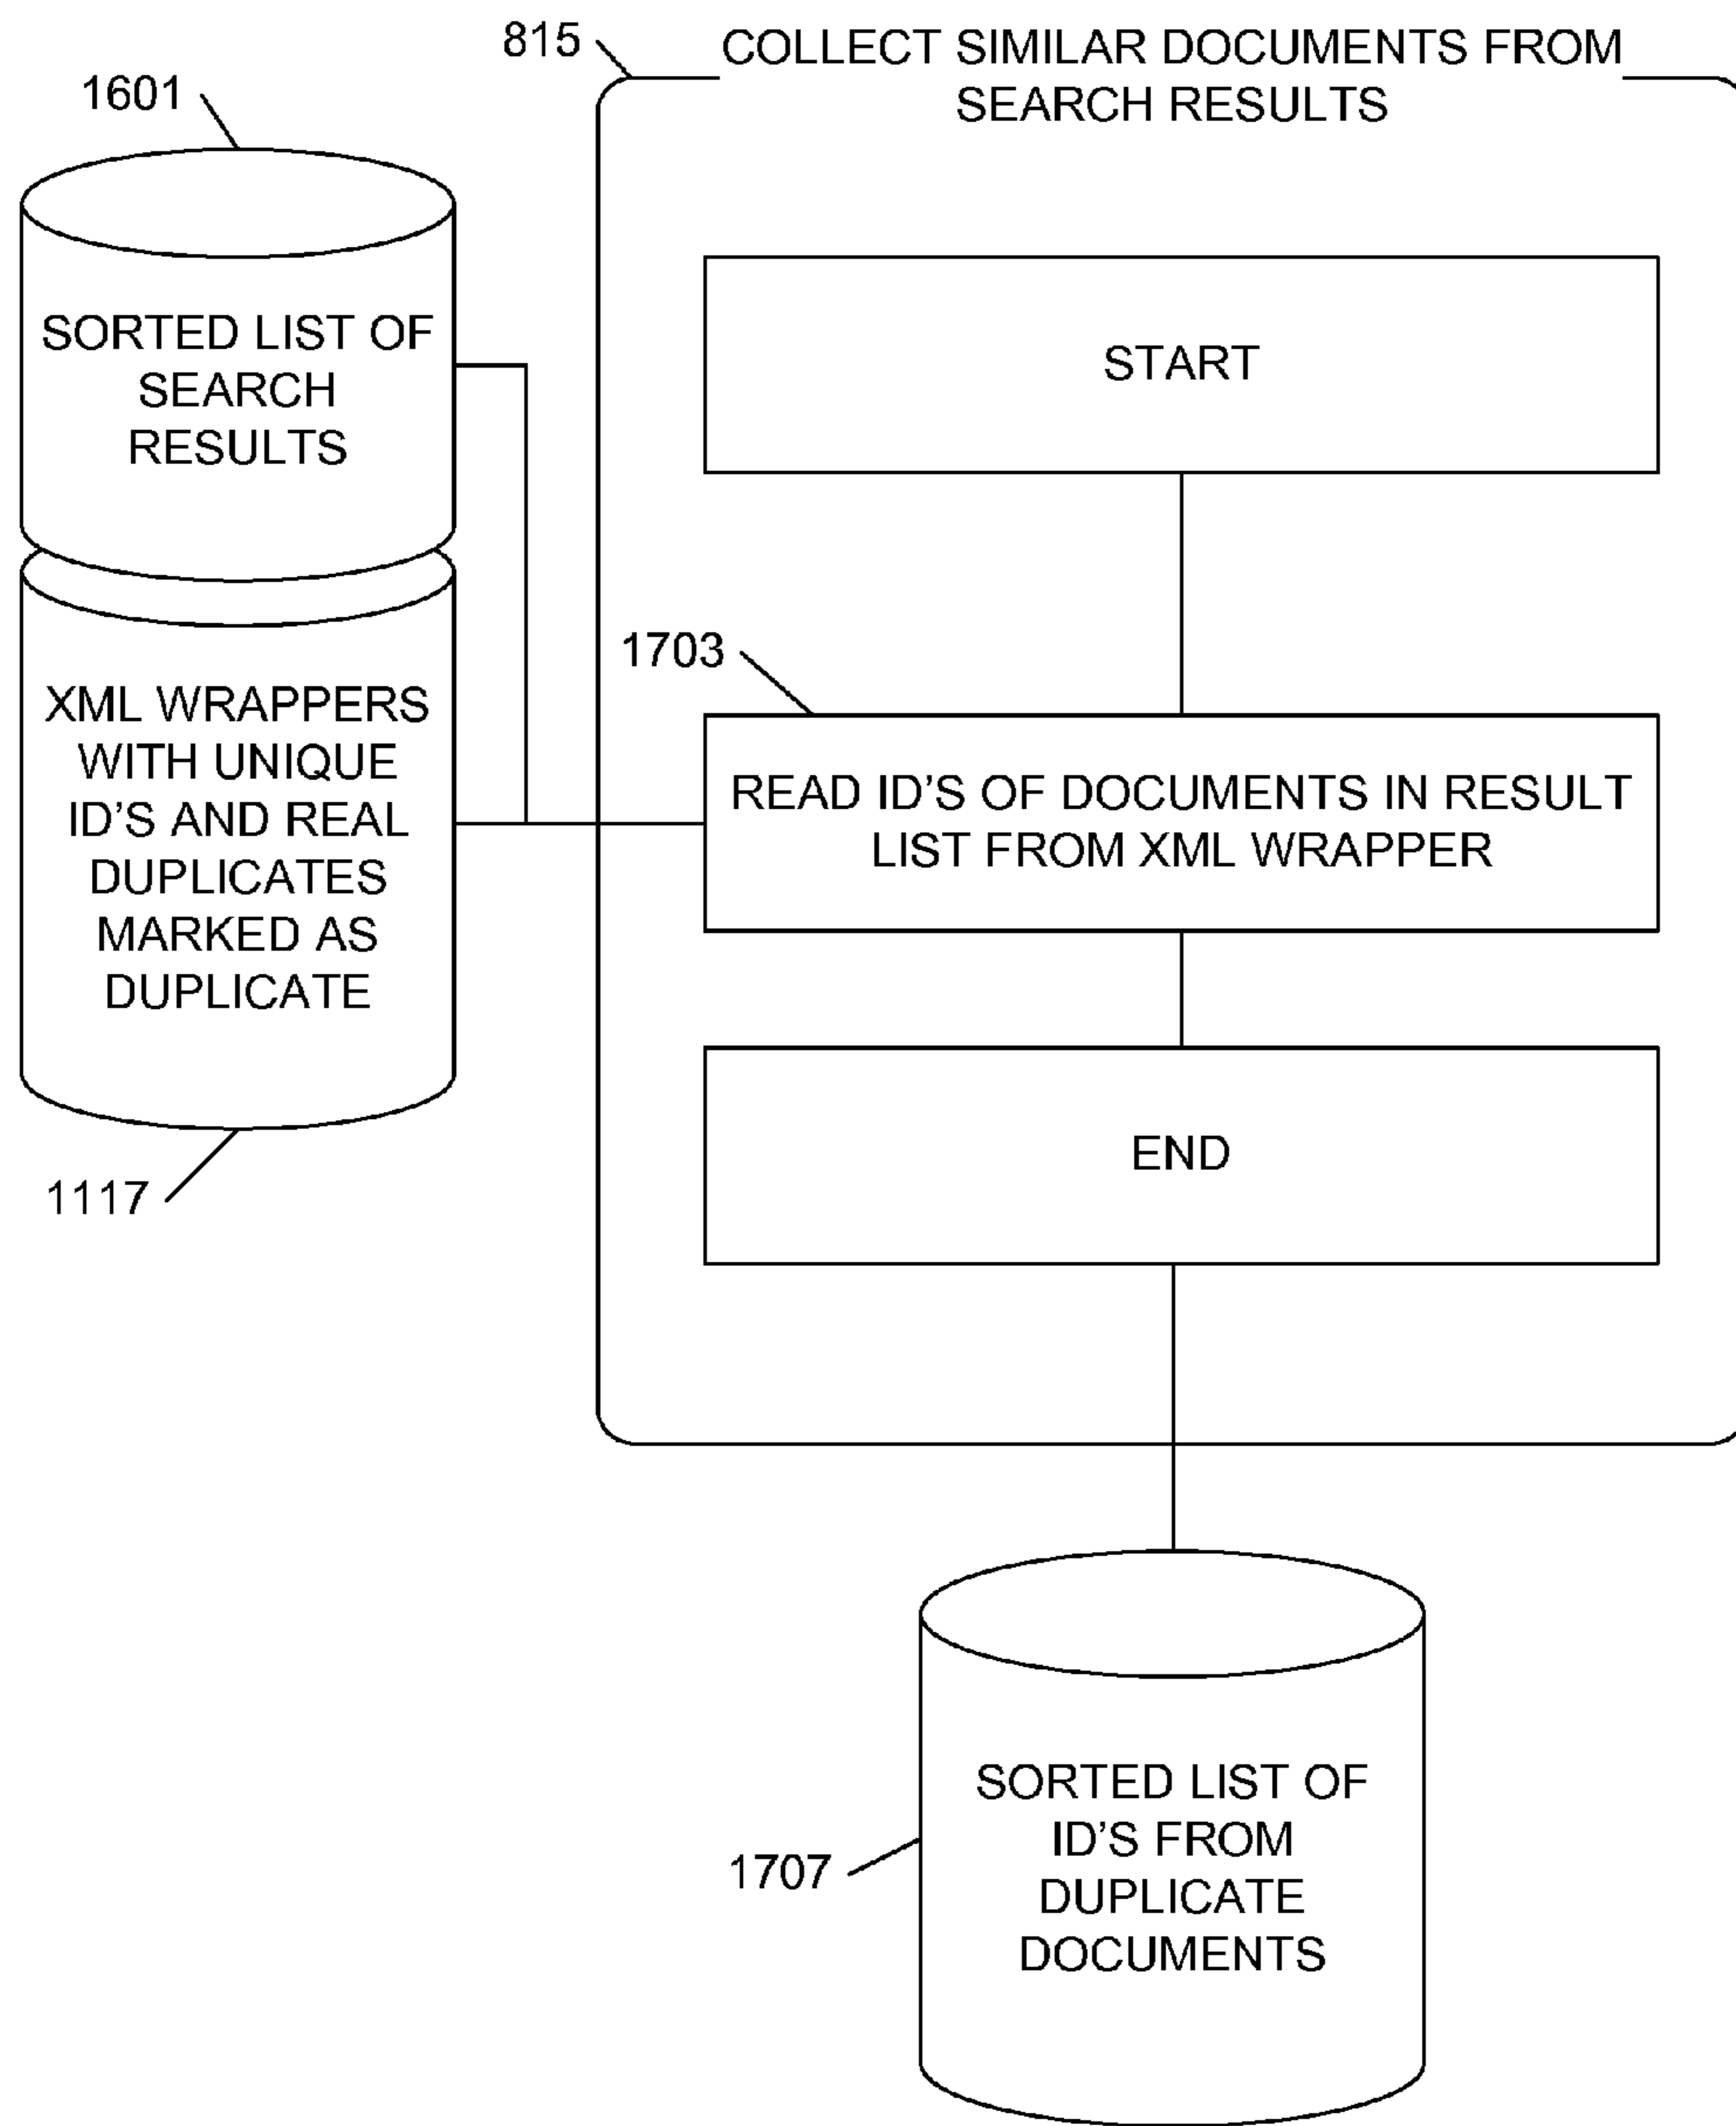 815
COLLECT SIMILAR DOCUMENTS FROM
SEARCH RESULTS
1601
SORTED LIST OF
SEARCH
RESULTS
START
1703
XML WRAPPERS
WITH UNIQUE
ID'S AND REAL
DUPLICATES
MARKED AS
DUPLICATE
READ ID'S OF DOCUMENTS IN RESULT
LIST FROM XML WRAPPER
END
1117
1707
SORTED LIST OF
ID'S FROM
DUPLICATE
DOCUMENTS